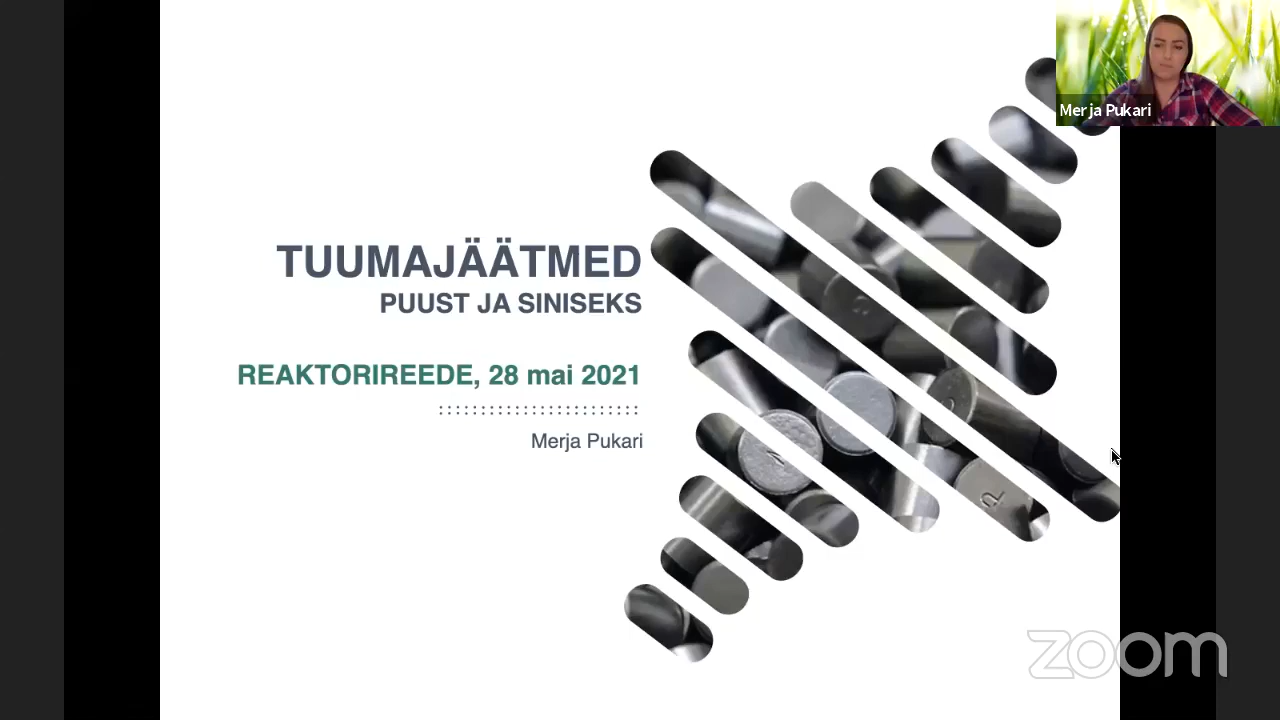 Merja Pukari
TUUMAJÄÄTMED
PUUST JA SINISEKS
REAKTORIREEDE, 28 mai 2021
Merja Pukari
zoom